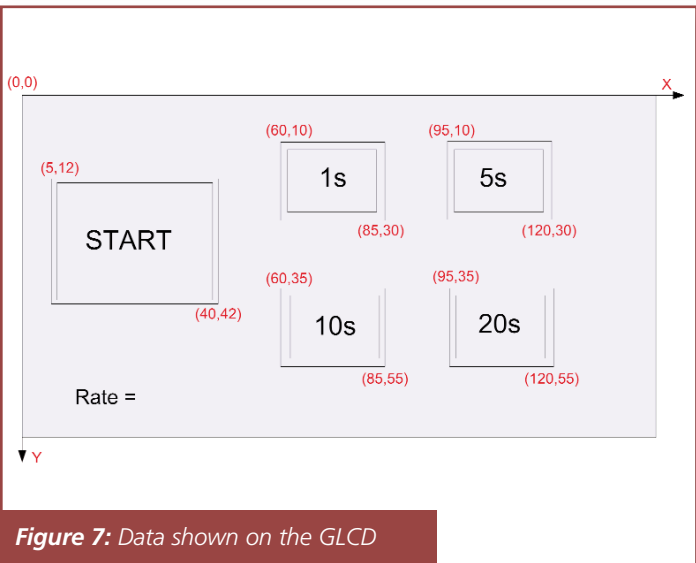 (0,0)
X
(60,10)
(95,10)
(5,12)
1s
5s
START
(85,30)
(120,30)
(60,35)
(95,35)
(40,42)
10s
20s
(85,55)
(120,55)
Rate =
Y
Figure 7: Data shown on the GLCD